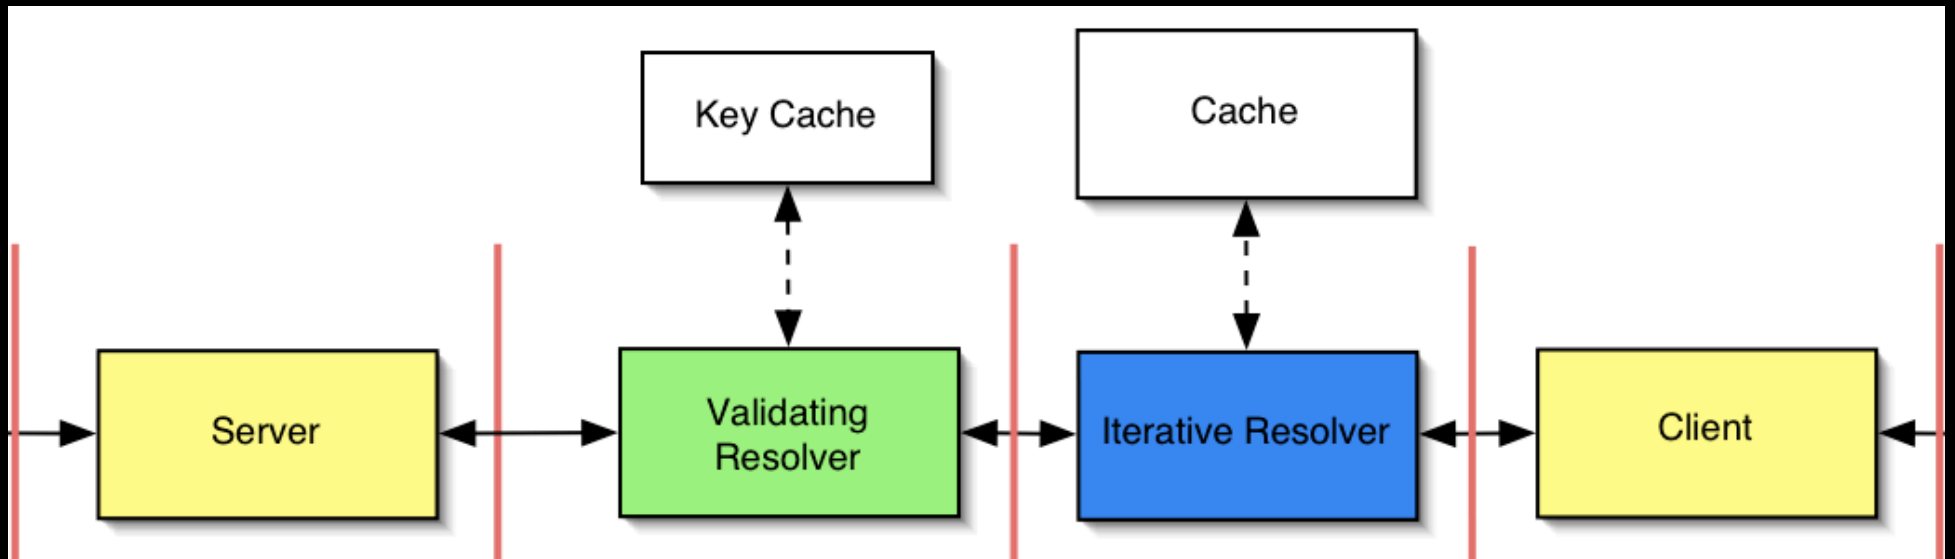 Key Cache
Cache
Server
Validating
Resolver
Iterative Resolver
Client